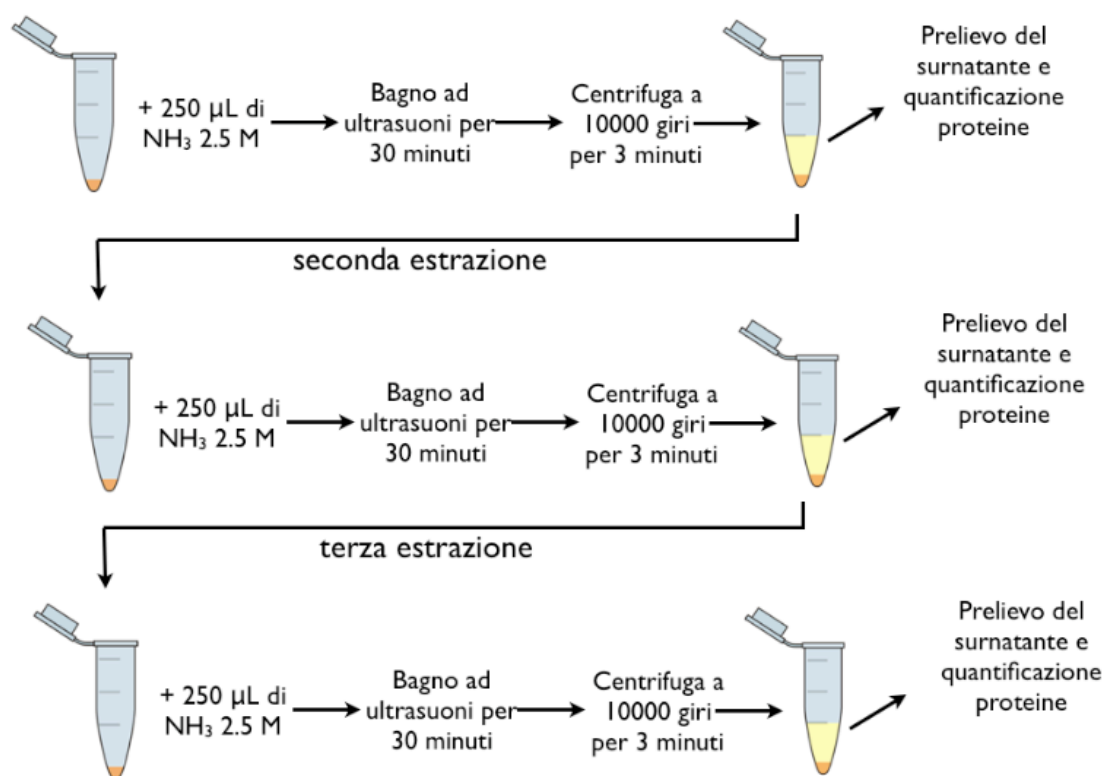 + 250 µL di
NH₃ 2.5 M
Bagno ad
ultrasuoni per
30 minuti
Centrifuga a
10000 giri
per 3 minuti
Prelievo del
surnatante e
quantificazione
proteine
seconda estrazione
+ 250 µL di
NH₃ 2.5 M
Bagno ad
ultrasuoni per
30 minuti
Centrifuga a
10000 giri
per 3 minuti
Prelievo del
surnatante e
quantificazione
proteine
terza estrazione
+ 250 µL di
NH₃ 2.5 M
Bagno ad
ultrasuoni per
30 minuti
Centrifuga a
10000 giri
per 3 minuti
Prelievo del
surnatante e
quantificazione
proteine